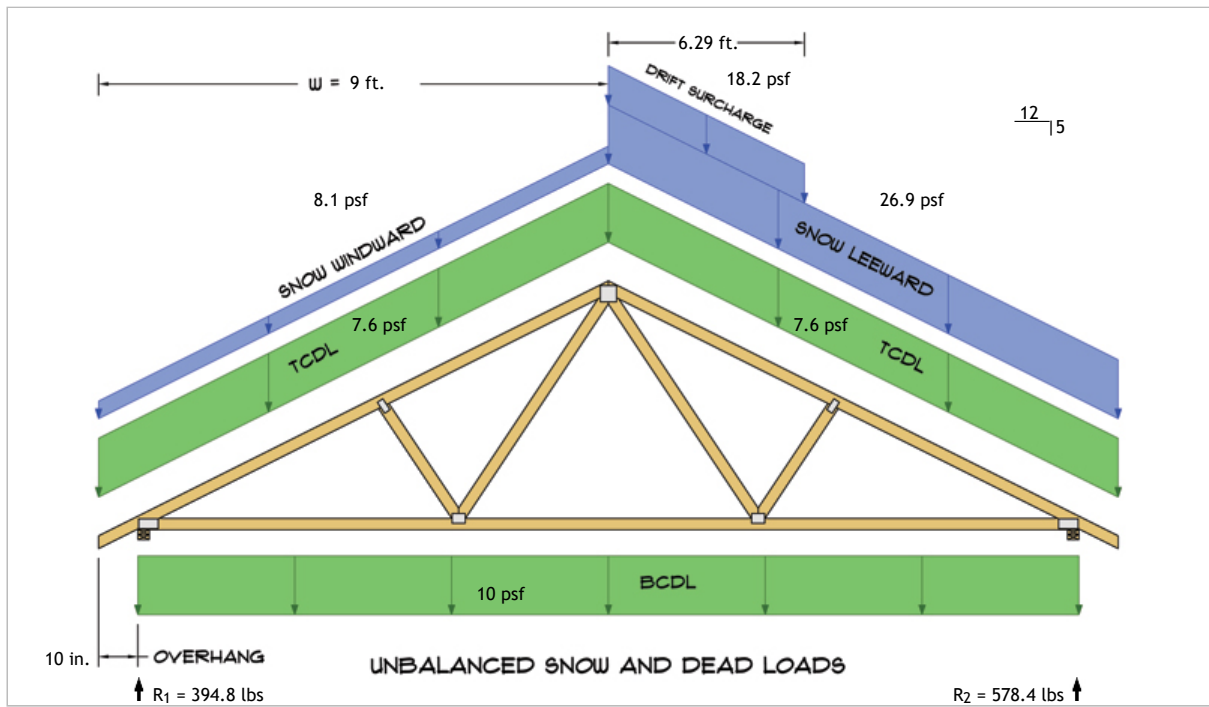 6.29 ft.
W = 9 ft.
DRIFT SURCHARGE
18.2 psf
12
5
8.1 psf
26.9 psf
SNOW WINDWARD
SNOW LEEWARD
7.6 psf
7.6 psf
TCDL
TCDL
BCDL
10 psf
10 in.
OVERHANG
UNBALANCED SNOW AND DEAD LOADS
R1 = 394.8 lbs
R2 = 578.4 lbs